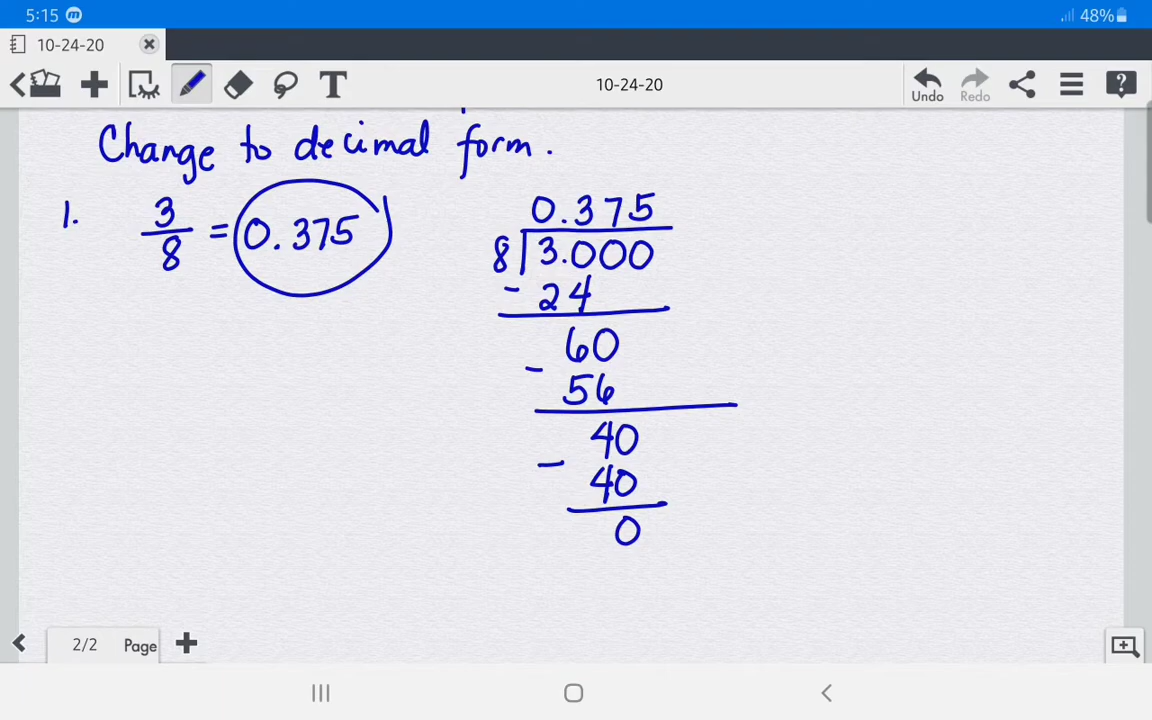 5:15 48%
10-24-20
10-24-20 Undo Redo
Change to decimal form.
1. 3/8 = 0.375
0.375
8 3.000
- 24
60
- 56
40
- 40
0
2/2 Page